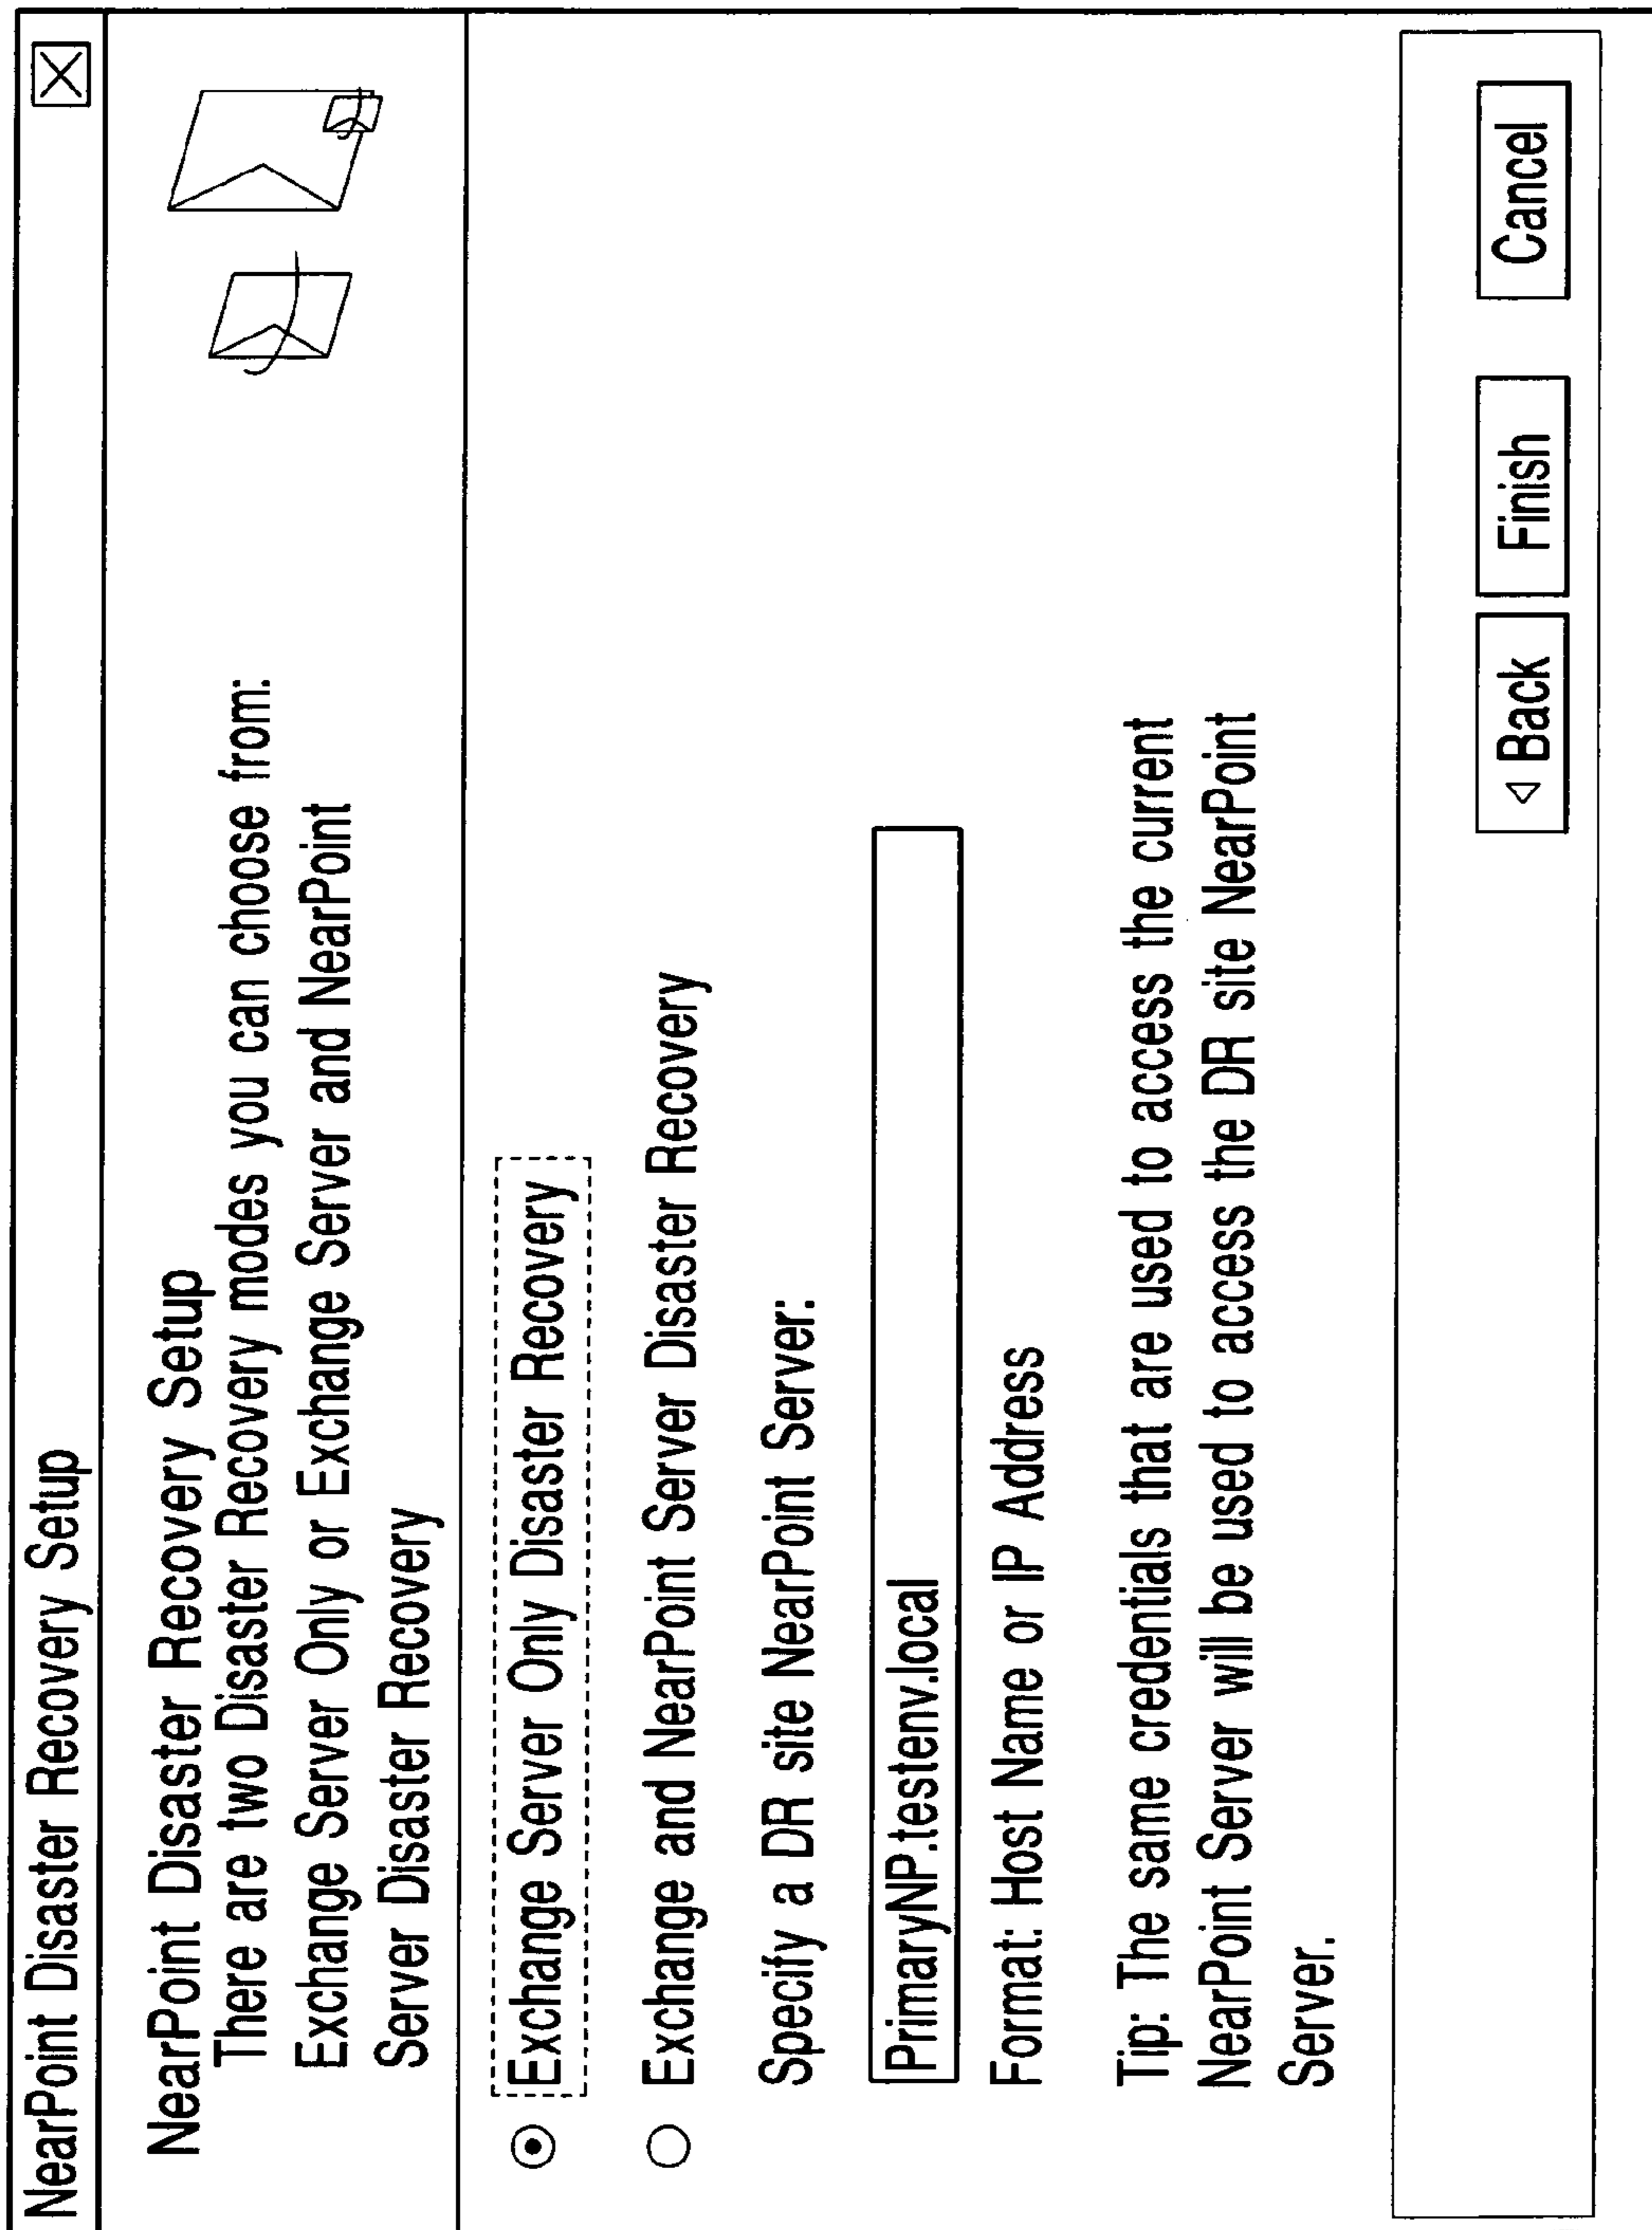 NearPoint Disaster Recovery Setup
NearPoint Disaster Recovery Setup
There are two Disaster Recovery modes you can choose from:
Exchange Server Only or Exchange Server and NearPoint
Server Disaster Recovery
Exchange Server Only Disaster Recovery
Exchange and NearPoint Server Disaster Recovery
Specify a DR site NearPoint Server:
PrimaryNP.testenv.local
Format: Host Name or IP Address
Tip: The same credentials that are used to access the current
NearPoint Server will be used to access the DR site NearPoint
Server.
Back Finish Cancel